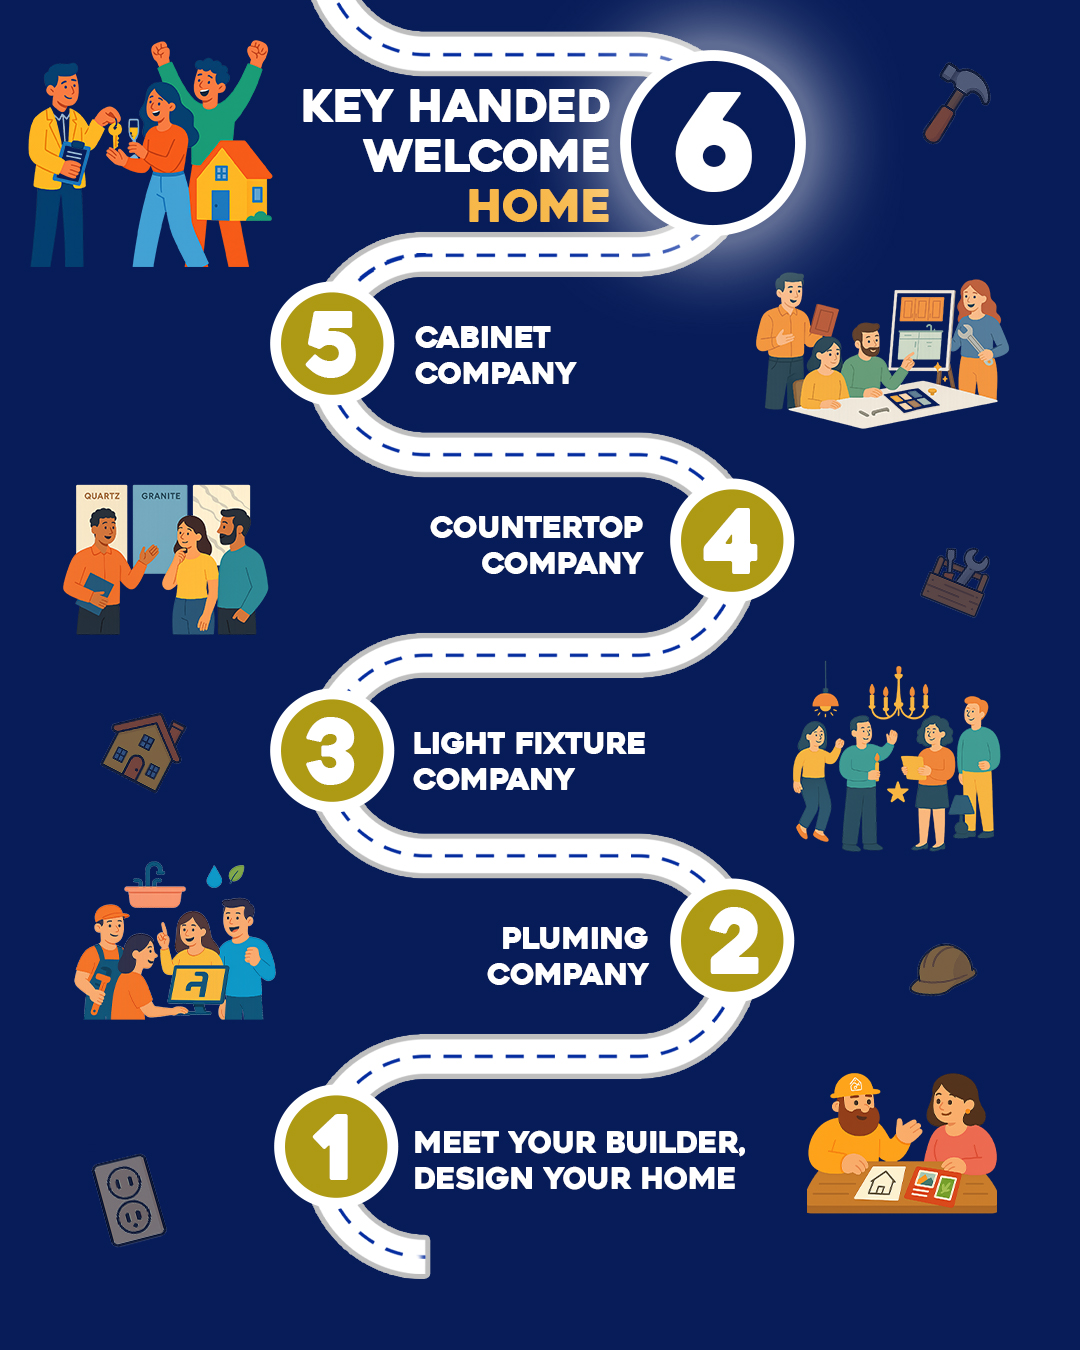 KEY HANDED
WELCOME
HOME
6
5
CABINET
COMPANY
QUARTZ
GRANITE
COUNTERTOP
COMPANY
4
3
LIGHT FIXTURE
COMPANY
PLUMING
COMPANY
2
a
1
MEET YOUR BUILDER,
DESIGN YOUR HOME